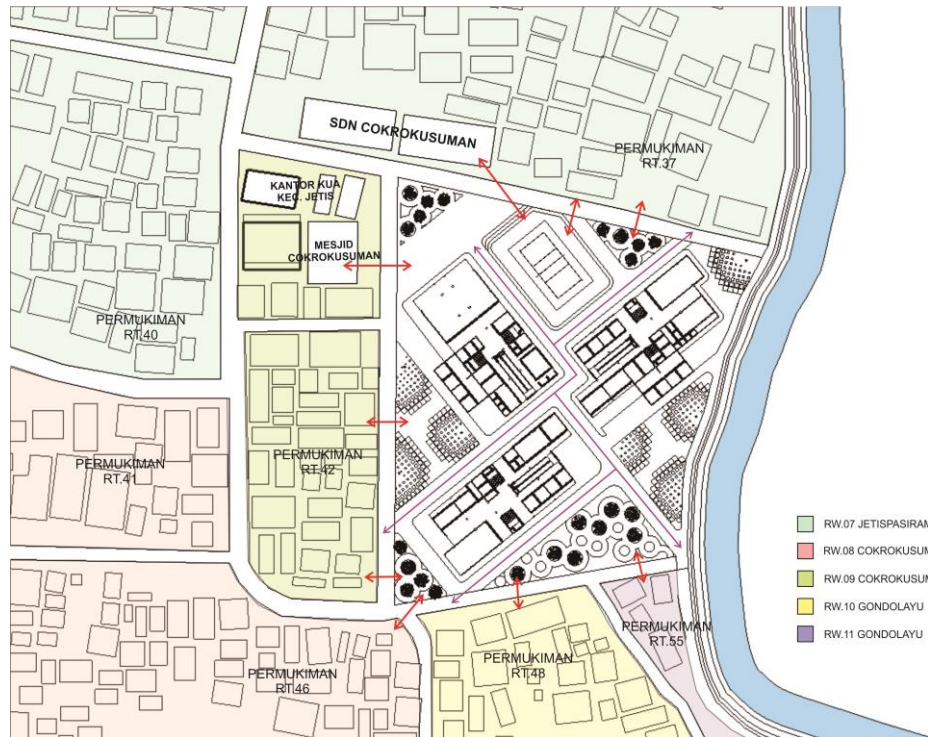 SDN COKROKUSUMAN
PERMUKIMAN
RT.37
KANTOR KUA
KEC. JETIS
MESJID
COKROKUSUMAN
PERMUKIMAN
RT.40
PERMUKIMAN
RT.42
PERMUKIMAN
RT.41
RW.07 JETISPASIRAM
RW.08 COKROKUSUM
RW.09 COKROKUSUM
RW.10 GONDOLAYU
RW.11 GONDOLAYU
PERMUKIMAN
RT.55
PERMUKIMAN
RT.48
PERMUKIMAN
RT.46